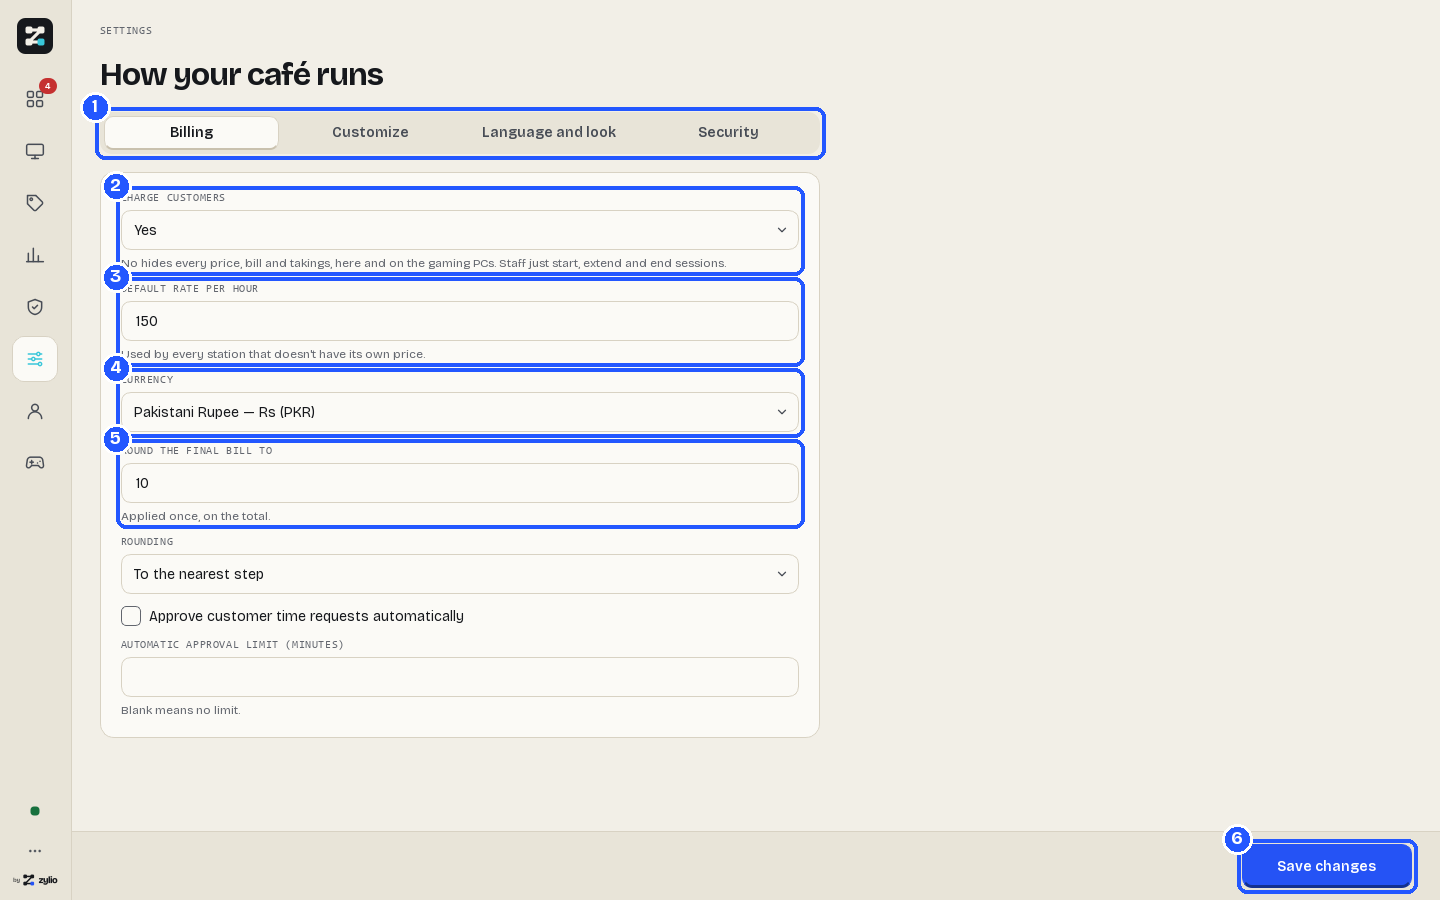 SETTINGS
How your café runs
4
1
Billing
Customize
Language and look
Security
2
CHARGE CUSTOMERS
Yes
No hides every price, bill and takings, here and on the gaming PCs. Staff just start, extend and end sessions.
3
DEFAULT RATE PER HOUR
150
Used by every station that doesn't have its own price.
4
CURRENCY
Pakistani Rupee — Rs (PKR)
5
ROUND THE FINAL BILL TO
10
Applied once, on the total.
ROUNDING
To the nearest step
Approve customer time requests automatically
AUTOMATIC APPROVAL LIMIT (MINUTES)
Blank means no limit.
6
Save changes
by zylio